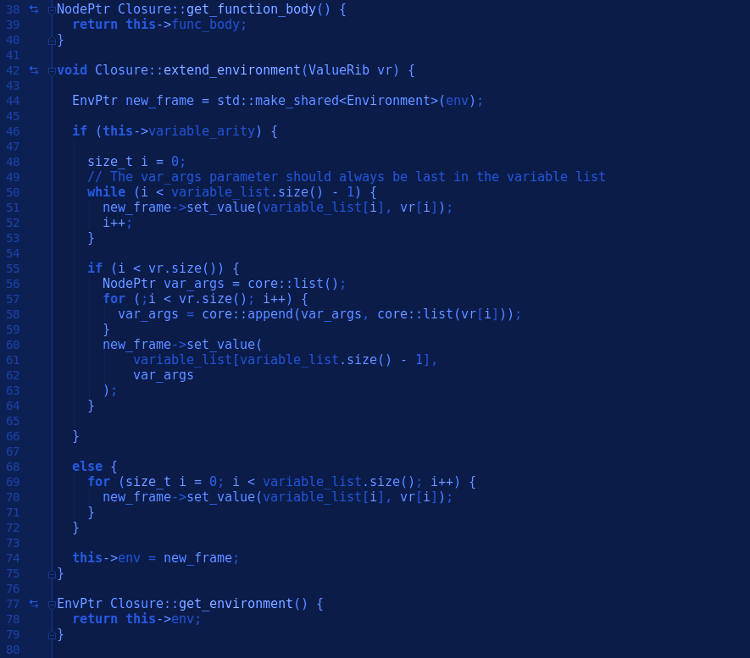 38 NodePtr Closure::get_function_body() {
39   return this->func_body;
40 }
41
42 void Closure::extend_environment(ValueRib vr) {
43
44   EnvPtr new_frame = std::make_shared<Environment>(env);
45
46   if (this->variable_arity) {
47
48     size_t i = 0;
49     // The var_args parameter should always be last in the variable list
50     while (i < variable_list.size() - 1) {
51       new_frame->set_value(variable_list[i], vr[i]);
52       i++;
53     }
54
55     if (i < vr.size()) {
56       NodePtr var_args = core::list();
57       for (;i < vr.size(); i++) {
58         var_args = core::append(var_args, core::list(vr[i]));
59       }
60       new_frame->set_value(
61           variable_list[variable_list.size() - 1],
62           var_args
63       );
64     }
65
66   }
67
68   else {
69     for (size_t i = 0; i < variable_list.size(); i++) {
70       new_frame->set_value(variable_list[i], vr[i]);
71     }
72   }
73
74   this->env = new_frame;
75 }
76
77 EnvPtr Closure::get_environment() {
78   return this->env;
79 }
80